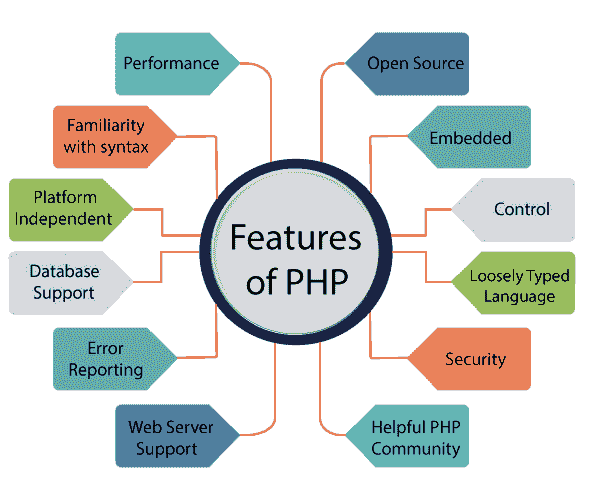 Performance
Open Source
Familiarity
with syntax
Embedded
Platform
Independent
Control
Features
of PHP
Database
Support
Loosely Typed
Language
Error
Reporting
Security
Web Server
Support
Helpful PHP
Community